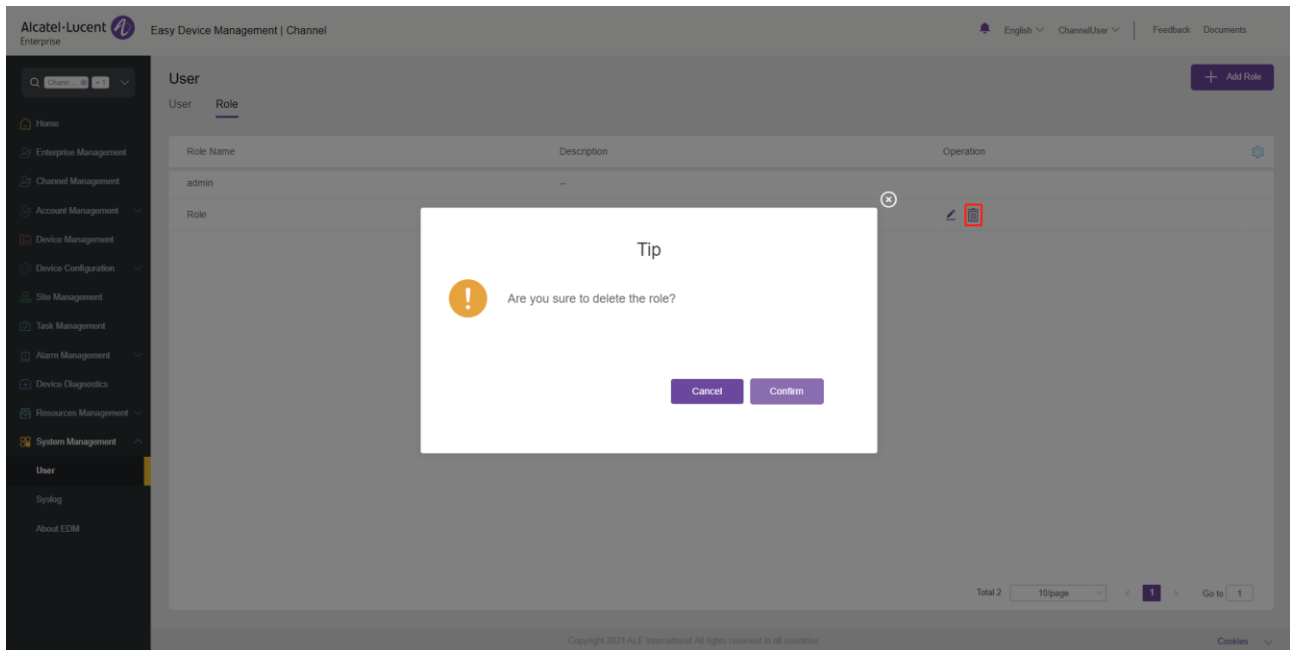 Alcatel·Lucent Enterprise
Easy Device Management | Channel
English ChannelUser Feedback Documents
Chann... + 1
User
+ Add Role
User Role
Home
Enterprise Management
Channel Management
Account Management
Device Management
Device Configuration
Site Management
Task Management
Alarm Management
Device Diagnostics
Resources Management
System Management
User
Syslog
About EDM
Role Name Description Operation
admin --
Role
Tip
Are you sure to delete the role?
Cancel Confirm
Total 2 10/page < 1 > Go to 1
Copyright 2021 ALE International All rights reserved in all countries
Cookies